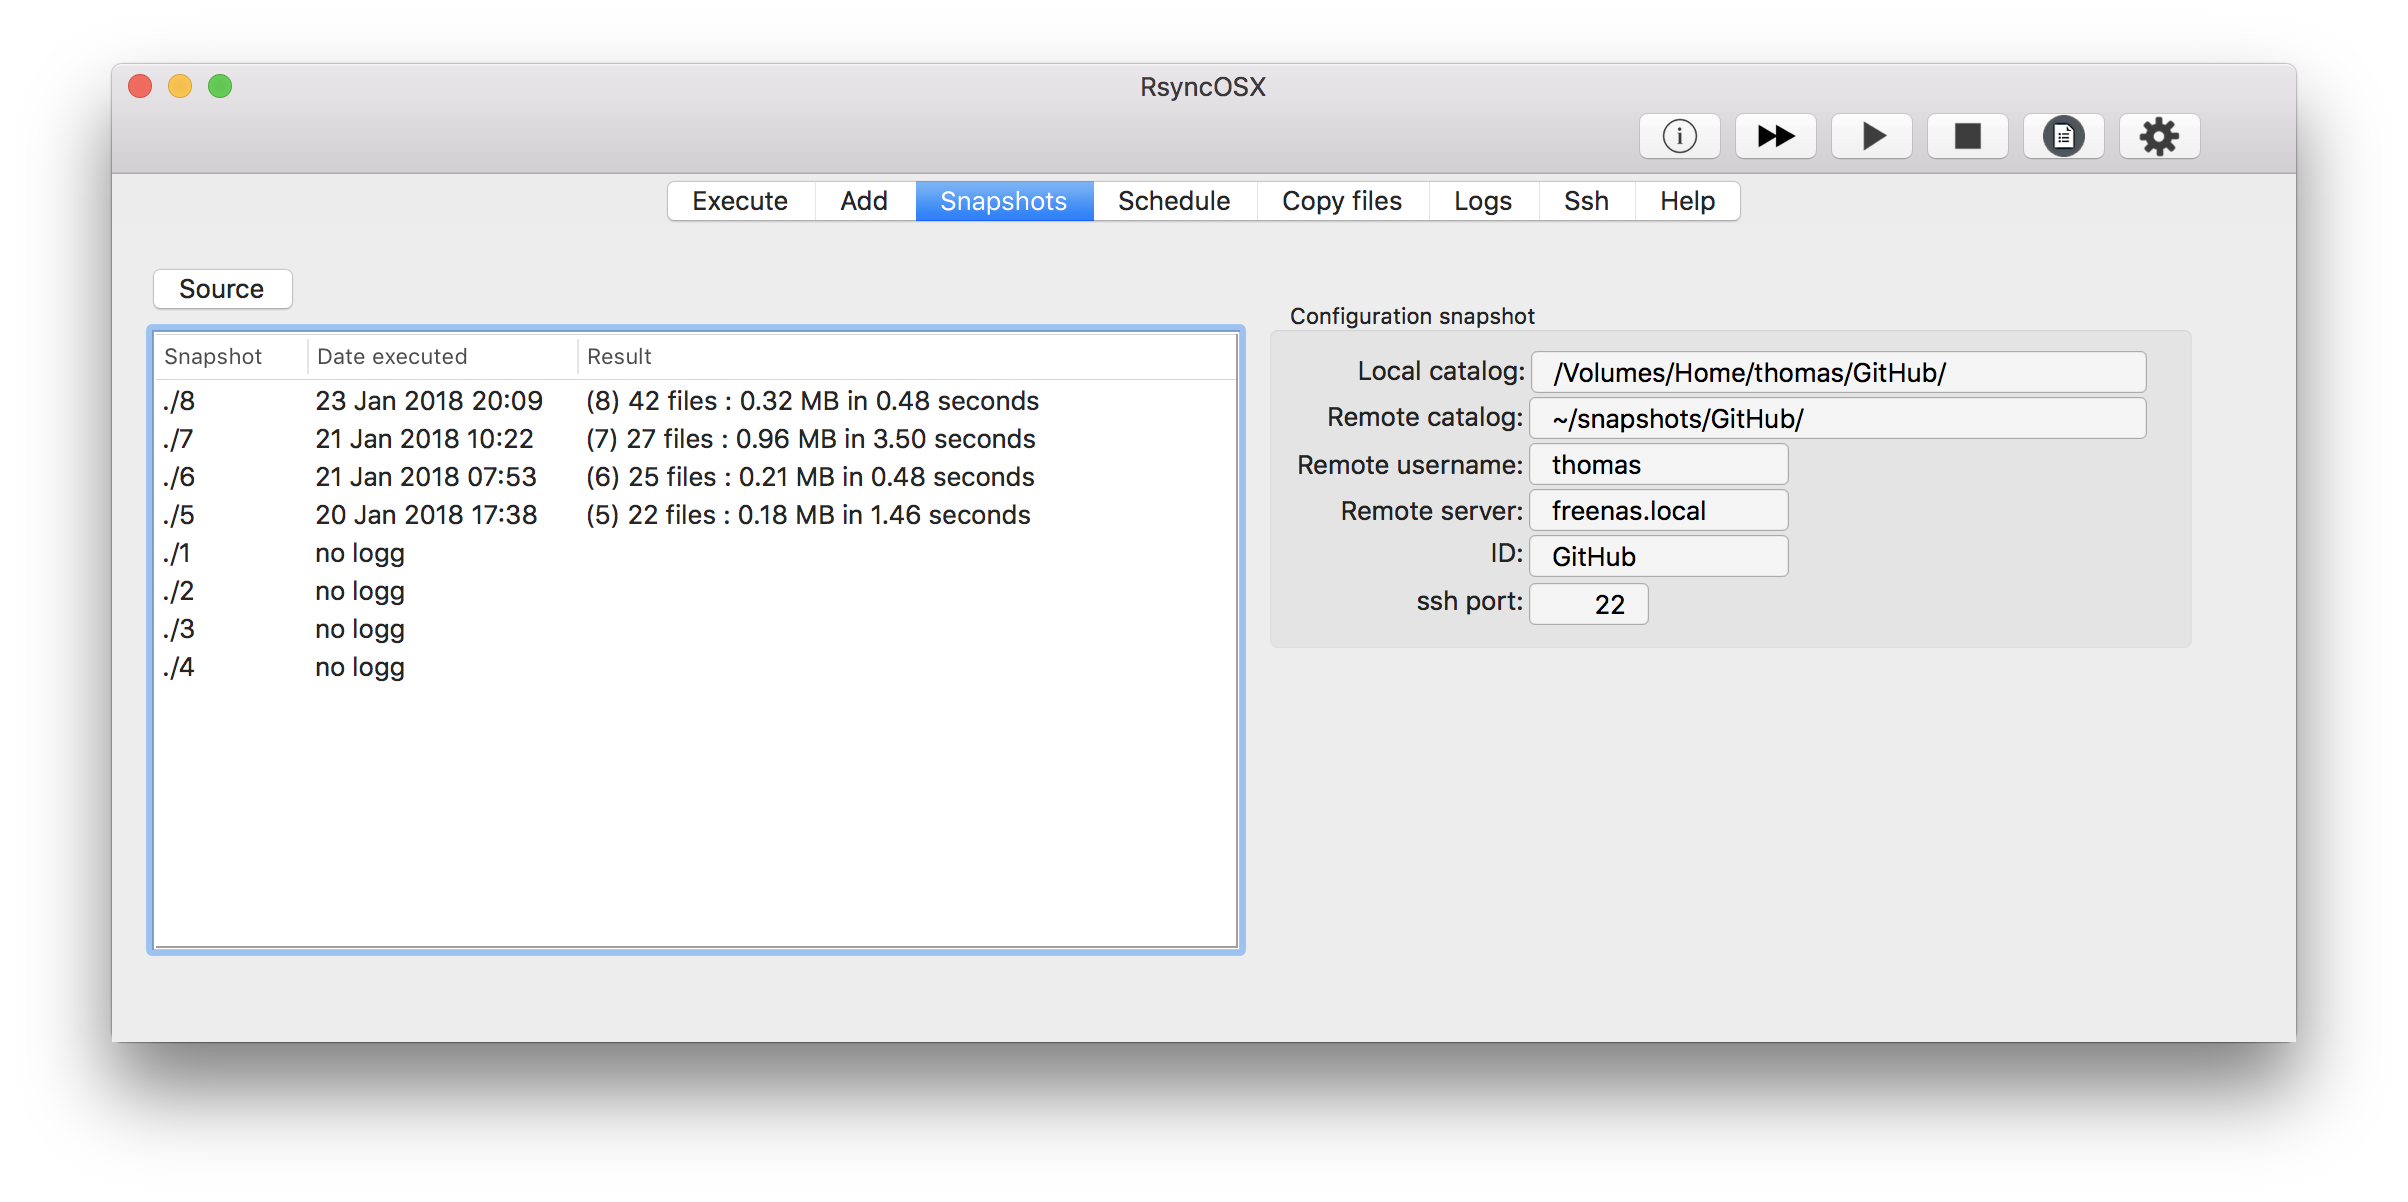 RsyncOSX
Execute Add Snapshots Schedule Copy files Logs Ssh Help
Source
Snapshot Date executed Result
./8 23 Jan 2018 20:09 (8) 42 files : 0.32 MB in 0.48 seconds
./7 21 Jan 2018 10:22 (7) 27 files : 0.96 MB in 3.50 seconds
./6 21 Jan 2018 07:53 (6) 25 files : 0.21 MB in 0.48 seconds
./5 20 Jan 2018 17:38 (5) 22 files : 0.18 MB in 1.46 seconds
./1 no logg
./2 no logg
./3 no logg
./4 no logg
Configuration snapshot
Local catalog: /Volumes/Home/thomas/GitHub/
Remote catalog: ~/snapshots/GitHub/
Remote username: thomas
Remote server: freenas.local
ID: GitHub
ssh port: 22